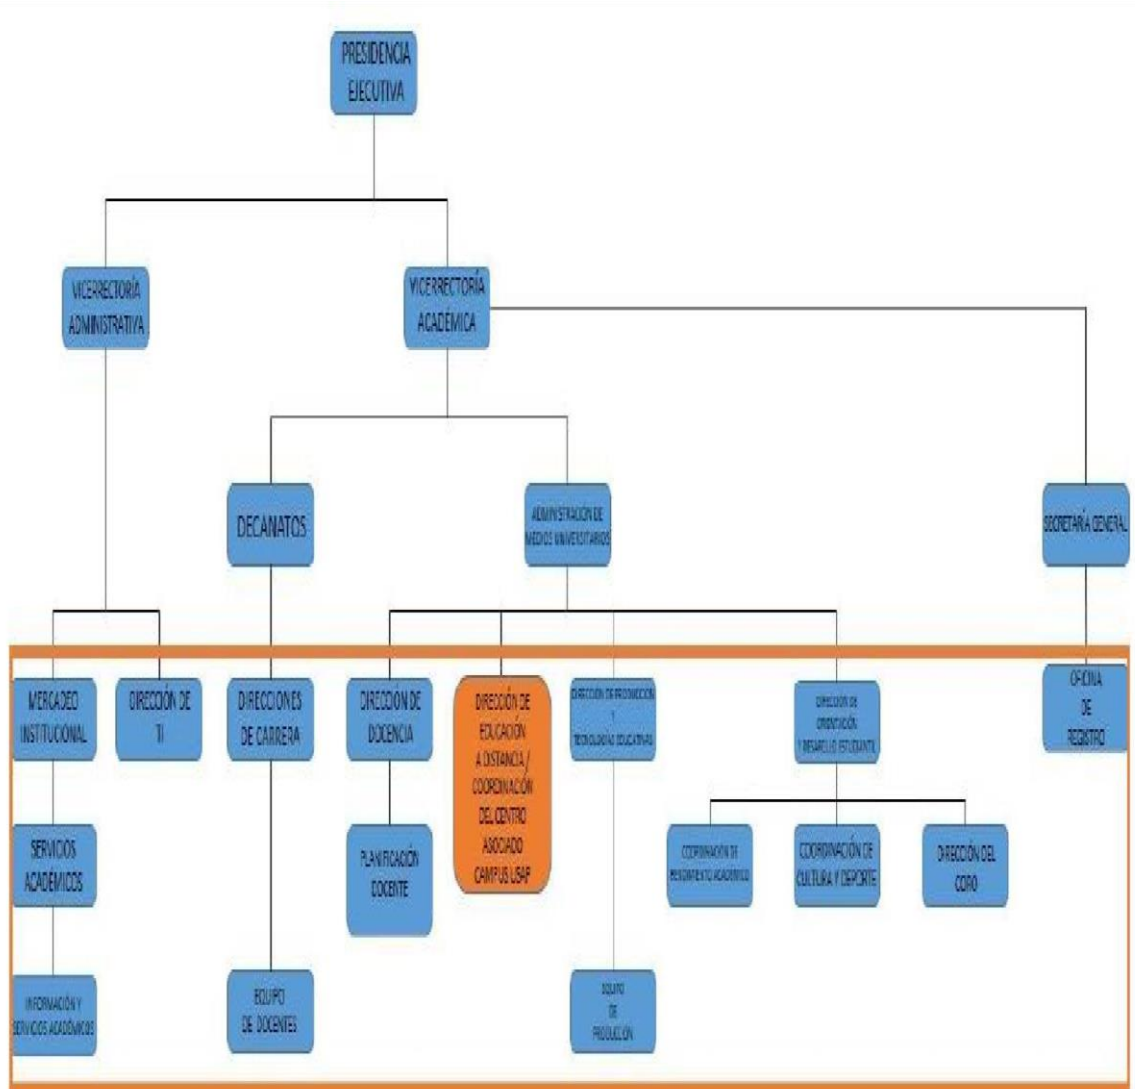 PRESIDENCIA
EJECUTIVA
VICERRECTORÍA
ADMINISTRATIVA
VICERRECTORÍA
ACADÉMICA
DECANATOS
ADMINISTRACIÓN DE
MEDIOS UNIVERSITARIOS
SECRETARÍA GENERAL
MERCADEO
INSTITUCIONAL
DIRECCIÓN DE
TI
DIRECCIONES
DE CARRERA
DIRECCIÓN DE
DOCENCIA
DIRECCIÓN DE
EDUCACIÓN
A DISTANCIA /
COORDINACIÓN
DEL CENTRO
ASOCIADO
CAMPUS USAP
DIRECCIÓN DE PRODUCCIÓN
Y
TECNOLOGÍAS EDUCATIVAS
DIRECCIÓN DE
ORIENTACIÓN
Y DESAROLLO ESTUDIANTIL
OFICINA
DE
REGISTRO
SERVICIOS
ACADÉMICOS
PLANIFICACIÓN
DOCENTE
COORDINACIÓN DE
RENDIMIENTO ACADÉMICO
COORDINACIÓN DE
CULTURA Y DEPORTE
DIRECCIÓN DEL
CORO
INFORMACIÓN Y
SERVICIOS ACADÉMICOS
EQUIPO
DE DOCENTES
EQUIPO
DE
PRODUCCIÓN